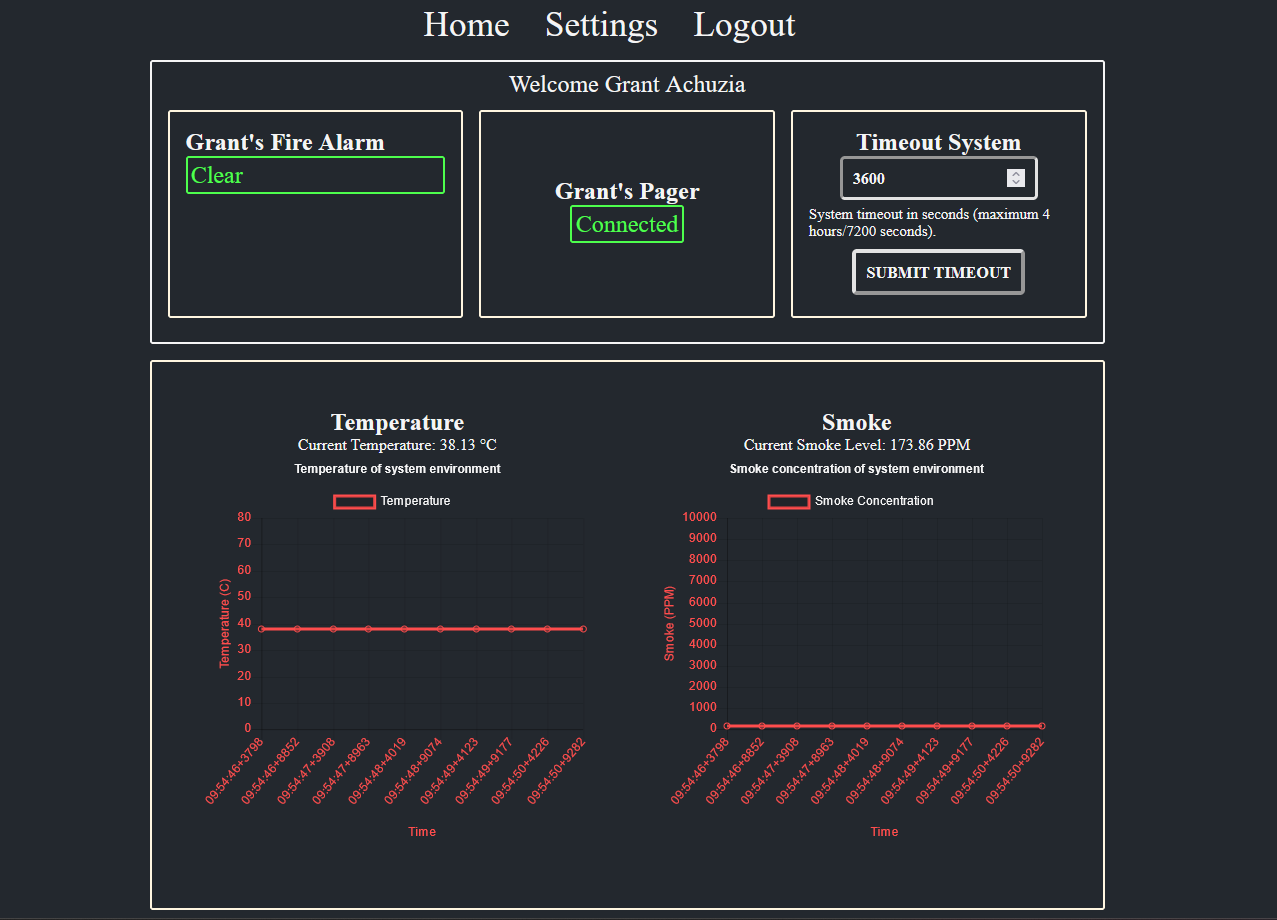 Home Settings Logout
Welcome Grant Achuzia
Grant's Fire Alarm
Clear
Grant's Pager
Connected
Timeout System
3600
System timeout in seconds (maximum 4
hours/7200 seconds).
SUBMIT TIMEOUT
Temperature
Current Temperature: 38.13 °C
Temperature of system environment
Temperature
80
70
60
50
40
30
20
10
0
Temperature (C)
09:54:46+3798
09:54:46+8852
09:54:47+3908
09:54:47+8963
09:54:48+4019
09:54:48+9074
09:54:49+4123
09:54:49+9177
09:54:50+4226
09:54:50+9282
Time
Smoke
Current Smoke Level: 173.86 PPM
Smoke concentration of system environment
Smoke Concentration
10000
9000
8000
7000
6000
5000
4000
3000
2000
1000
0
Smoke (PPM)
09:54:46+3798
09:54:46+8852
09:54:47+3908
09:54:47+8963
09:54:48+4019
09:54:48+9074
09:54:49+4123
09:54:49+9177
09:54:50+4226
09:54:50+9282
Time